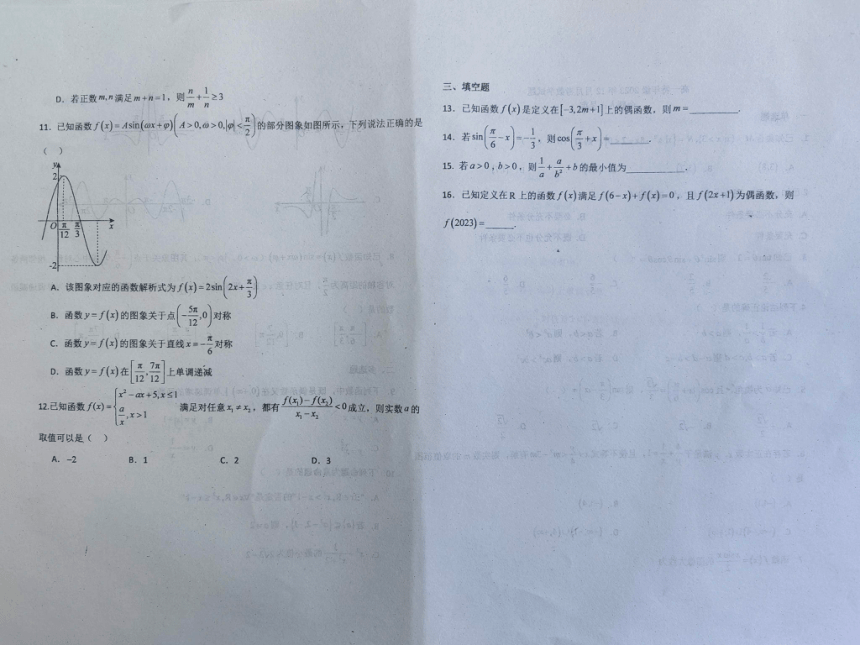 D．若正数m,n满足m+n=1，则n/m+1/n≥3
11．已知函数f(x)=Asin(ωx+φ)(A>0,ω>0,|φ|<π/2)的部分图象如图所示，下列说法正确的是
（ ）
y
2
O π/12 π/3 x
-2
A．该图象对应的函数解析式为f(x)=2sin(2x+π/3)
B．函数y=f(x)的图象关于点(-5π/12,0)对称
C．函数y=f(x)的图象关于直线x=-π/6对称
D．函数y=f(x)在[π/12,7π/12]上单调递减
12.已知函数f(x)={x²-ax+5,x≤1; a/x,x>1 满足对任意x₁≠x₂，都有(f(x₁)-f(x₂))/(x₁-x₂)<0成立，则实数a的
取值可以是（ ）
A．-2 B．1 C．2 D．3
三、填空题
13．已知函数f(x)是定义在[-3,2m+1]上的偶函数，则m=________.
14．若sin(π/6-x)=-1/3，则cos(π/3+x)=______.
15．若a>0，b>0，则1/a+a/b²+b的最小值为________.
16．已知定义在R上的函数f(x)满足f(6-x)+f(x)=0，且f(2x+1)为偶函数，则
f(2023)=_____.